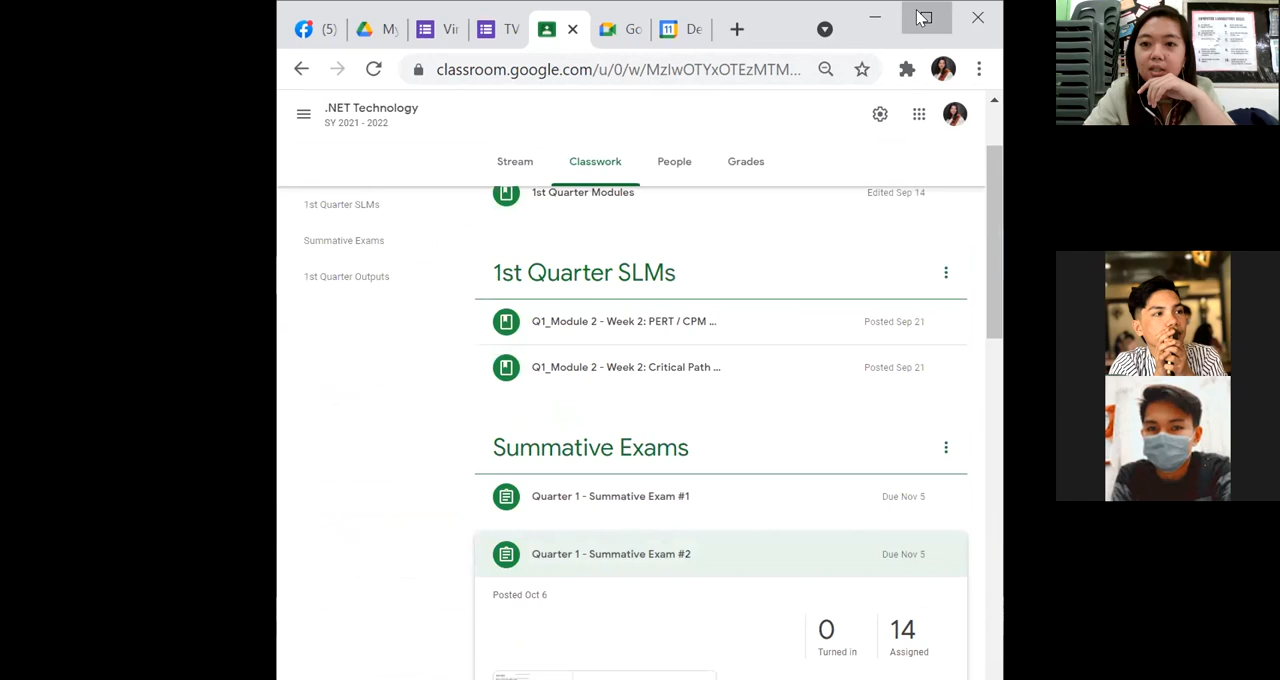 (5)
My
Vir
TV
Go
De
classroom.google.com/u/0/w/MzIwOTYxOTEzMTM...
.NET Technology
SY 2021 - 2022
Stream
Classwork
People
Grades
1st Quarter SLMs
Summative Exams
1st Quarter Outputs
1st Quarter Modules
Edited Sep 14
1st Quarter SLMs
Q1_Module 2 - Week 2: PERT / CPM ...
Posted Sep 21
Q1_Module 2 - Week 2: Critical Path ...
Posted Sep 21
Summative Exams
Quarter 1 - Summative Exam #1
Due Nov 5
Quarter 1 - Summative Exam #2
Due Nov 5
Posted Oct 6
0
Turned in
14
Assigned